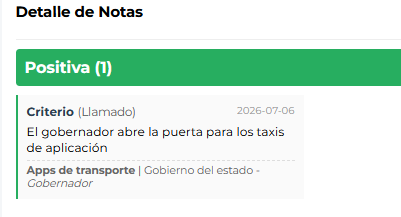 Detalle de Notas
Positiva (1)
Criterio (Llamado) 2026-07-06
El gobernador abre la puerta para los taxis
de aplicación
Apps de transporte | Gobierno del estado -
Gobernador